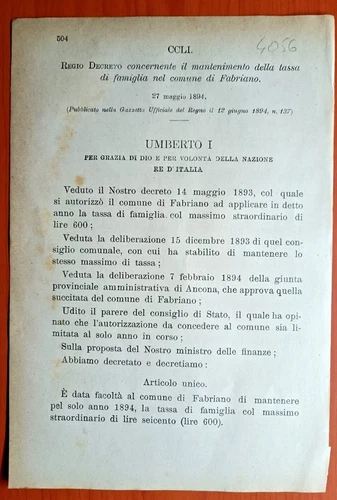 504
4056
CCLI.
REGIO DECRETO concernente il mantenimento della tassa
di famiglia nel comune di Fabriano.
27 maggio 1894.
(Pubblicato nella Gazzetta Ufficiale del Regno il 12 giugno 1894, n. 137)
UMBERTO I
PER GRAZIA DI DIO E PER VOLONTÀ DELLA NAZIONE
RE D'ITALIA
Veduto il Nostro decreto 14 maggio 1893, col quale
si autorizzò il comune di Fabriano ad applicare in detto
anno la tassa di famiglia col massimo straordinario di
lire 600;
Veduta la deliberazione 15 dicembre 1893 di quel con-
siglio comunale, con cui ha stabilito di mantenere lo
stesso massimo di tassa;
Veduta la deliberazione 7 febbraio 1894 della giunta
provinciale amministrativa di Ancona, che approva quella
succitata del comune di Fabriano;
Udito il parere del consiglio di Stato, il quale ha opi-
nato che l'autorizzazione da concedere al comune sia li-
mitata al solo anno in corso;
Sulla proposta del Nostro ministro delle finanze;
Abbiamo decretato e decretiamo:
Articolo unico.
È data facoltà al comune di Fabriano di mantenere
pel solo anno 1894, la tassa di famiglia col massimo
straordinario di lire seicento (lire 600).